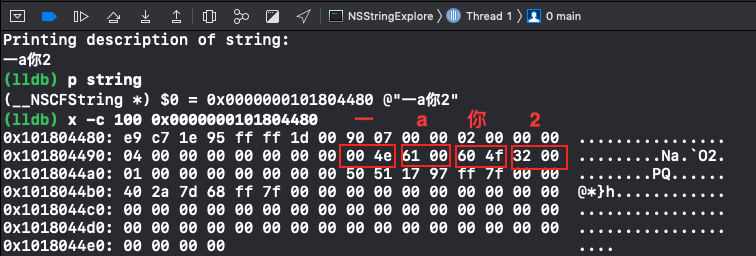 NSStringExplore 〉 Thread 1 〉 0 main
Printing description of string:
一a你2
(lldb) p string
(__NSCFString *) $0 = 0x0000000101804480 @"一a你2"
(lldb) x -c 100 0x0000000101804480
一 a 你 2
0x101804480: e9 c7 1e 95 ff ff 1d 00 90 07 00 00 02 00 00 00 ................
0x101804490: 04 00 00 00 00 00 00 00 00 4e 61 00 60 4f 32 00 .........Na.`O2.
0x1018044a0: 01 00 00 00 00 00 00 00 50 51 17 97 ff 7f 00 00 ........PQ......
0x1018044b0: 40 2a 7d 68 ff 7f 00 00 00 00 00 00 00 00 00 00 @*}h............
0x1018044c0: 00 00 00 00 00 00 00 00 00 00 00 00 00 00 00 00 ................
0x1018044d0: 00 00 00 00 00 00 00 00 00 00 00 00 00 00 00 00 ................
0x1018044e0: 00 00 00 00 ....